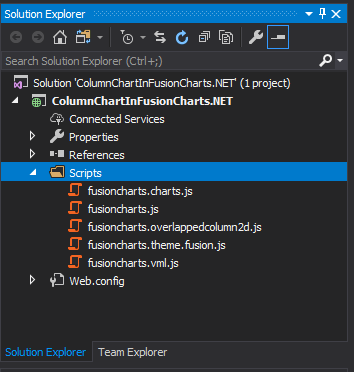 Solution Explorer
Search Solution Explorer (Ctrl+;)
Solution 'ColumnChartInFusionCharts.NET' (1 project)
ColumnChartInFusionCharts.NET
Connected Services
Properties
References
Scripts
fusioncharts.charts.js
fusioncharts.js
fusioncharts.overlappedcolumn2d.js
fusioncharts.theme.fusion.js
fusioncharts.vml.js
Web.config
Solution Explorer Team Explorer